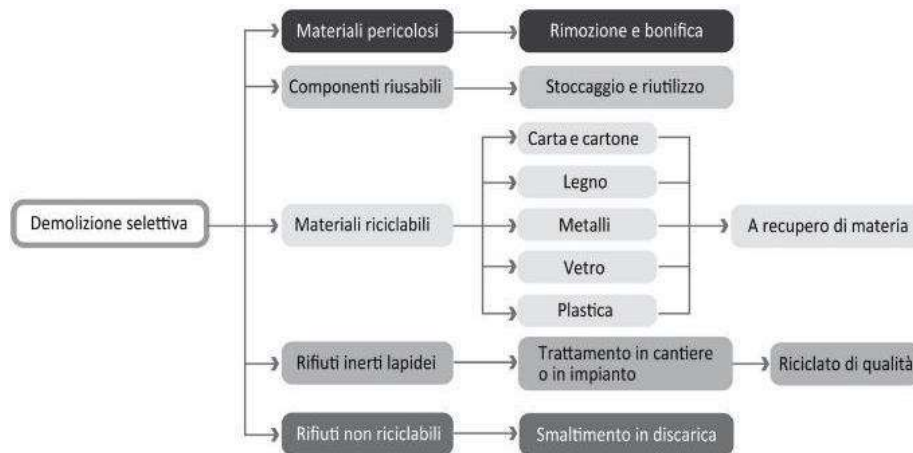 Materiali pericolosi
Rimozione e bonifica
Componenti riusabili
Stoccaggio e riutilizzo
Carta e cartone
Legno
Demolizione selettiva
Materiali riciclabili
Metalli
A recupero di materia
Vetro
Plastica
Rifiuti inerti lapidei
Trattamento in cantiere
o in impianto
Riciclato di qualità
Rifiuti non riciclabili
Smaltimento in discarica